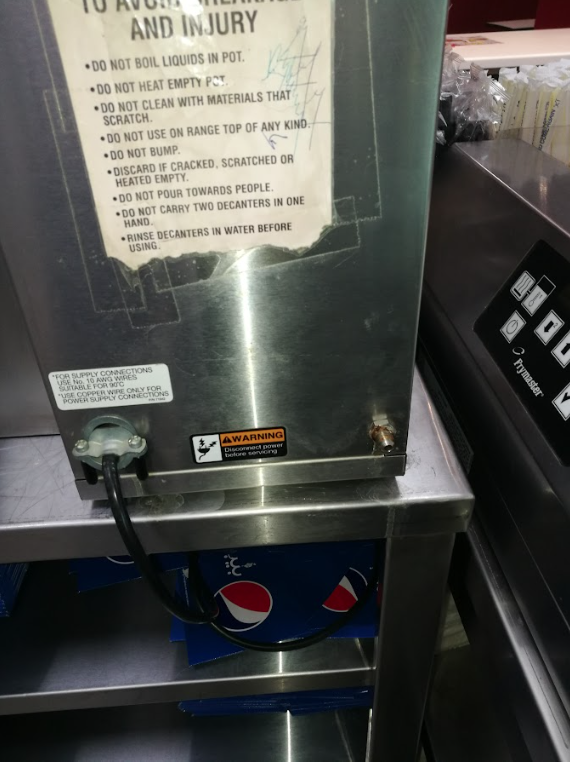 TO AVOID BREAKAGE
AND INJURY
• DO NOT BOIL LIQUIDS IN POT.
• DO NOT HEAT EMPTY POT.
• DO NOT CLEAN WITH MATERIALS THAT
SCRATCH.
• DO NOT USE ON RANGE TOP OF ANY KIND.
• DO NOT BUMP.
• DISCARD IF CRACKED, SCRATCHED OR
HEATED EMPTY.
• DO NOT POUR TOWARDS PEOPLE.
• DO NOT CARRY TWO DECANTERS IN ONE
HAND.
• RINSE DECANTERS IN WATER BEFORE
USING.
*FOR SUPPLY CONNECTIONS
USE No. 10 AWG WIRES
SUITABLE FOR 90°C
*USE COPPER WIRE ONLY FOR
POWER SUPPLY CONNECTIONS
WARNING
Disconnect power
before servicing
Frymaster